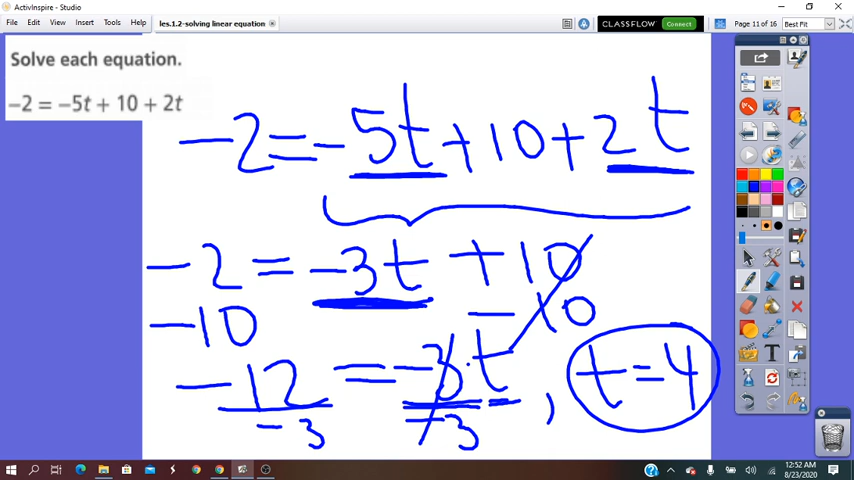 ActivInspire - Studio
File Edit View Insert Tools Help
les.1.2-solving linear equation
CLASSFLOW Connect
Page 11 of 16
Best Fit
Solve each equation.
−2 = −5t + 10 + 2t
-2 = -5t + 10 + 2t
-2 = -3t + 10
-10 - 10
-12 = -3·t , t = 4
-3 -3
12:52 AM
8/23/2020